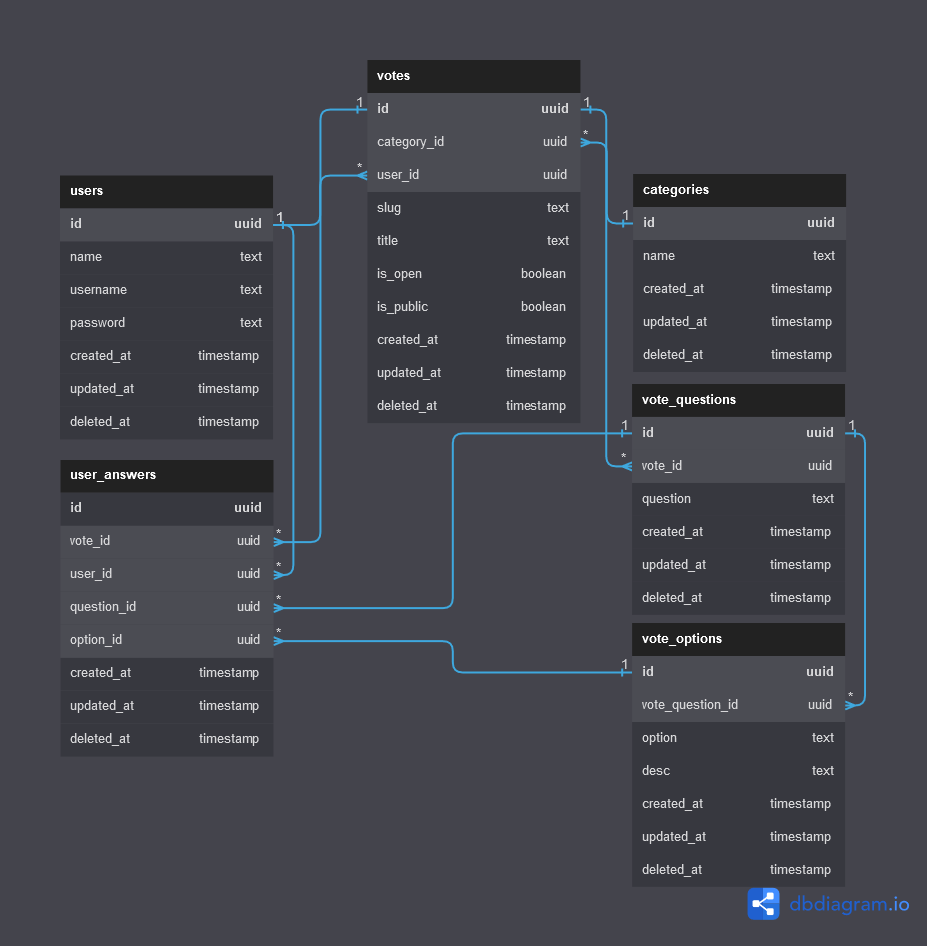 votes
id uuid
category_id uuid
user_id uuid
slug text
title text
is_open boolean
is_public boolean
created_at timestamp
updated_at timestamp
deleted_at timestamp
1
*
1
*
users
id uuid
name text
username text
password text
created_at timestamp
updated_at timestamp
deleted_at timestamp
1
categories
id uuid
name text
created_at timestamp
updated_at timestamp
deleted_at timestamp
1
vote_questions
id uuid
vote_id uuid
question text
created_at timestamp
updated_at timestamp
deleted_at timestamp
1
*
1
user_answers
id uuid
vote_id uuid
user_id uuid
question_id uuid
option_id uuid
created_at timestamp
updated_at timestamp
deleted_at timestamp
*
*
*
*
vote_options
id uuid
vote_question_id uuid
option text
desc text
created_at timestamp
updated_at timestamp
deleted_at timestamp
1
*
dbdiagram.io